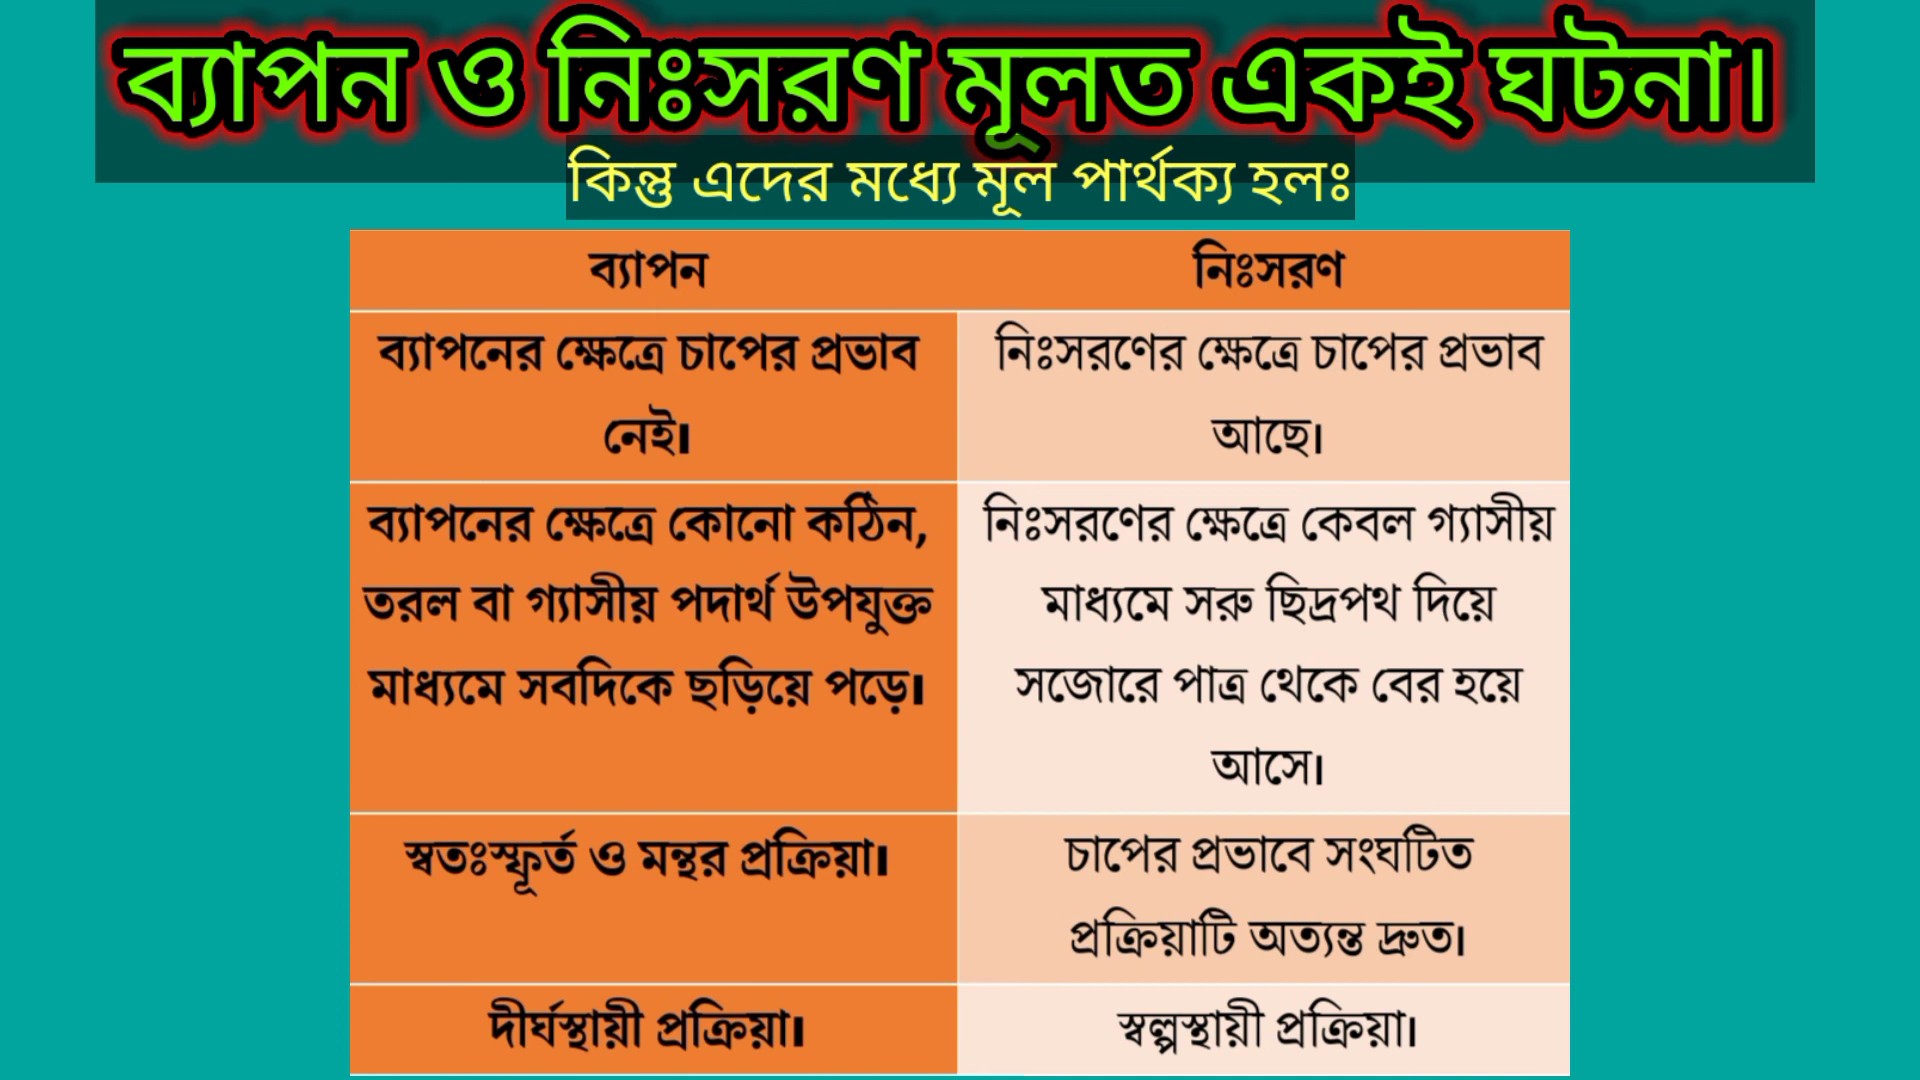 ব্যাপন ও নিঃসরণ মূলত একই ঘটনা।
কিন্তু এদের মধ্যে মূল পার্থক্য হলঃ
ব্যাপন
নিঃসরণ
ব্যাপনের ক্ষেত্রে চাপের প্রভাব
নেই।
নিঃসরণের ক্ষেত্রে চাপের প্রভাব
আছে।
ব্যাপনের ক্ষেত্রে কোনো কঠিন,
তরল বা গ্যাসীয় পদার্থ উপযুক্ত
মাধ্যমে সবদিকে ছড়িয়ে পড়ে।
নিঃসরণের ক্ষেত্রে কেবল গ্যাসীয়
মাধ্যমে সরু ছিদ্রপথ দিয়ে
সজোরে পাত্র থেকে বের হয়ে
আসে।
স্বতঃস্ফূর্ত ও মন্থর প্রক্রিয়া।
চাপের প্রভাবে সংঘটিত
প্রক্রিয়াটি অত্যন্ত দ্রুত।
দীর্ঘস্থায়ী প্রক্রিয়া।
স্বল্পস্থায়ী প্রক্রিয়া।